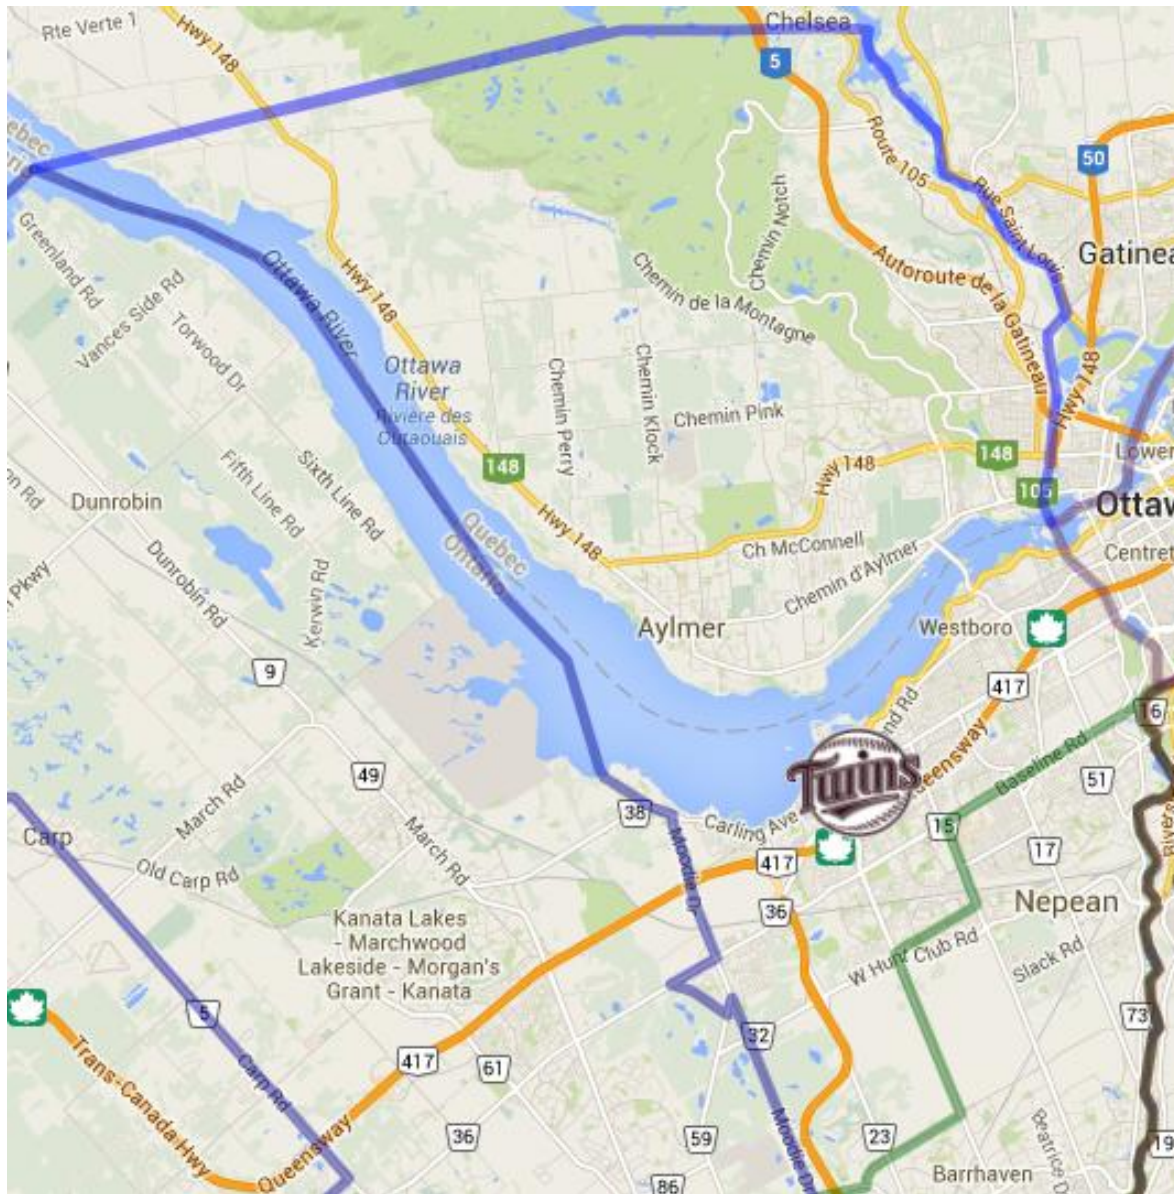 Rte Verte 1
Hwy 148
Chelsea
5
Route 105
50
Rue Saint-Louis
Chemin Notch
Gatinea
Autoroute de la Gatineau
Greenland Rd
Vances Side Rd
Torwood Dr
Ottawa River
Hwy 148
Chemin de la Montagne
Ottawa
River
Rivière des
Outaouais
Chemin Perry
Chemin Klock
Chemin Pink
Hwy 148
148
Hwy 148
148
Lower
105
Ottaw
Fifth Line Rd
Sixth Line Rd
Dunrobin
Quebec
Ontario
Hwy 148
Ch McConnell
Chemin d'Aylmer
Centret
Pkwy
Dunrobin Rd
Kerwin Rd
Aylmer
Westboro
9
417
16
Twins
Baseline Rd
51
49
March Rd
38
Carling Ave
15
17
Carp
Old Carp Rd
March Rd
Moodie Dr
417
36
Nepean
Kanata Lakes
- Marchwood
Lakeside - Morgan's
Grant - Kanata
W Hunt Club Rd
Slack Rd
5
32
73
Trans-Canada Hwy
Carp Rd
417
61
Queensway
36
59
Moodie Dr
23
19
86
Barrhaven